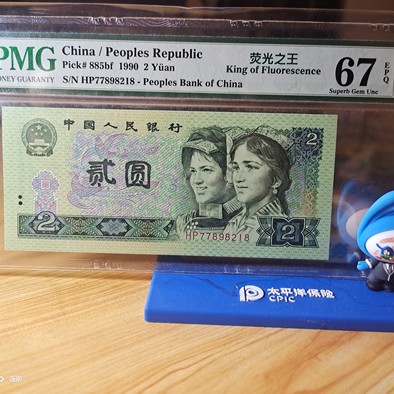 PMG
MONEY GUARANTY
China / Peoples Republic
Pick# 885bf 1990 2 Yüan
S/N HP77898218 - Peoples Bank of China
荧光之王
King of Fluorescence
67 EPQ
Superb Gem Unc
中国人民银行
2
贰圆
2
2
HP77898218
太平洋保险
CPIC